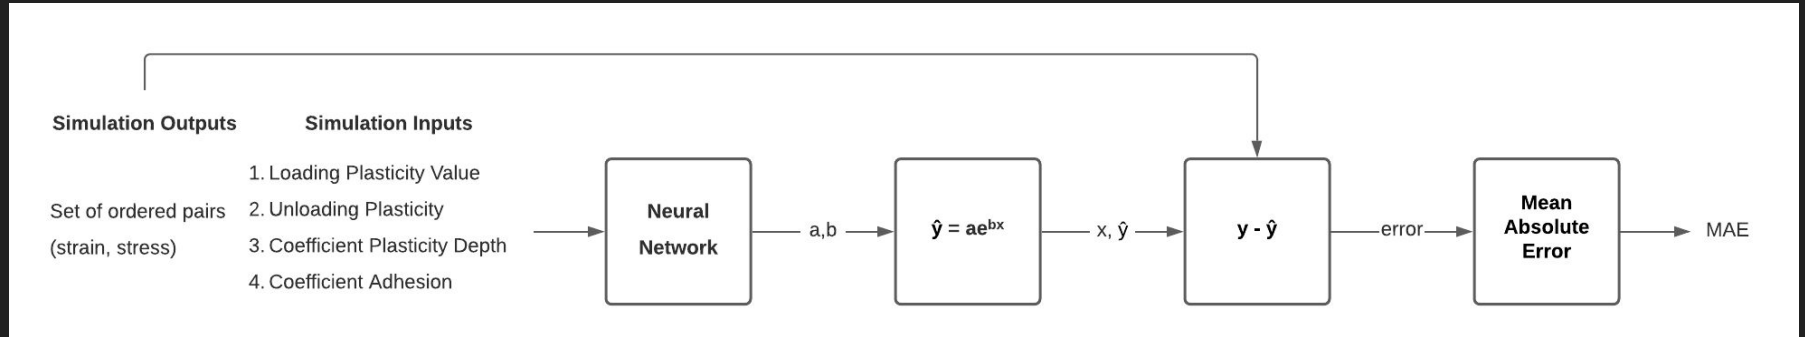 Simulation Outputs
Set of ordered pairs
(strain, stress)
Simulation Inputs
1. Loading Plasticity Value
2. Unloading Plasticity
3. Coefficient Plasticity Depth
4. Coefficient Adhesion
Neural
Network
a,b
ŷ = ae^bx
x, ŷ
y - ŷ
error
Mean
Absolute
Error
MAE